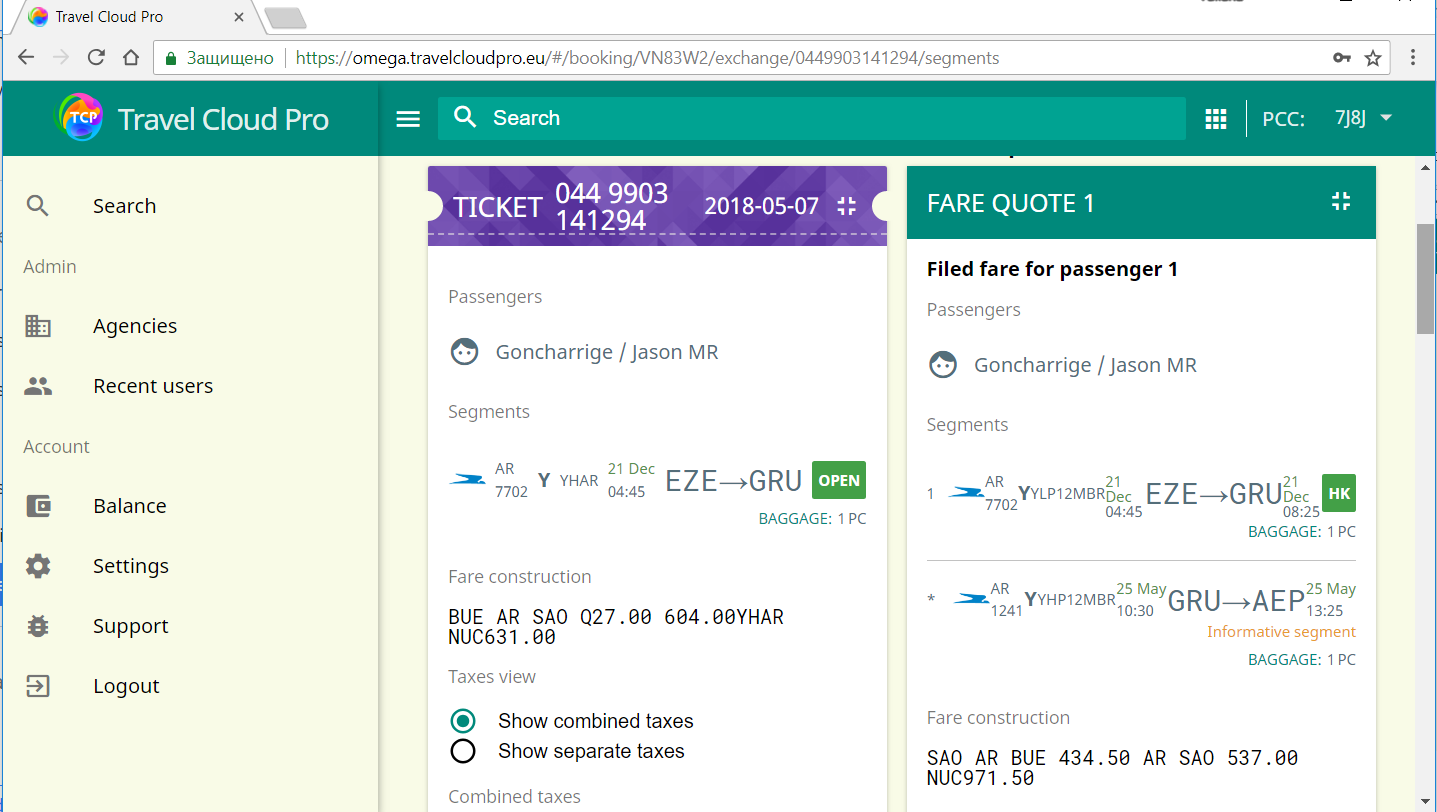 Travel Cloud Pro
Защищено
https://omega.travelcloudpro.eu/#/booking/VN83W2/exchange/0449903141294/segments
TCP Travel Cloud Pro
Search
PCC: 7J8J
Search
Admin
Agencies
Recent users
Account
Balance
Settings
Support
Logout
TICKET 044 9903 141294 2018-05-07
Passengers
Goncharrige / Jason MR
Segments
AR 7702 Y YHAR 21 Dec 04:45 EZE→GRU OPEN
BAGGAGE: 1 PC
Fare construction
BUE AR SAO Q27.00 604.00YHAR
NUC631.00
Taxes view
Show combined taxes
Show separate taxes
Combined taxes
FARE QUOTE 1
Filed fare for passenger 1
Passengers
Goncharrige / Jason MR
Segments
1 AR 7702 Y YLP12MBR 21 Dec 04:45 EZE→GRU 21 Dec 08:25 HK
BAGGAGE: 1 PC
* AR 1241 Y YHP12MBR 25 May 10:30 GRU→AEP 25 May 13:25
Informative segment
BAGGAGE: 1 PC
Fare construction
SAO AR BUE 434.50 AR SAO 537.00
NUC971.50